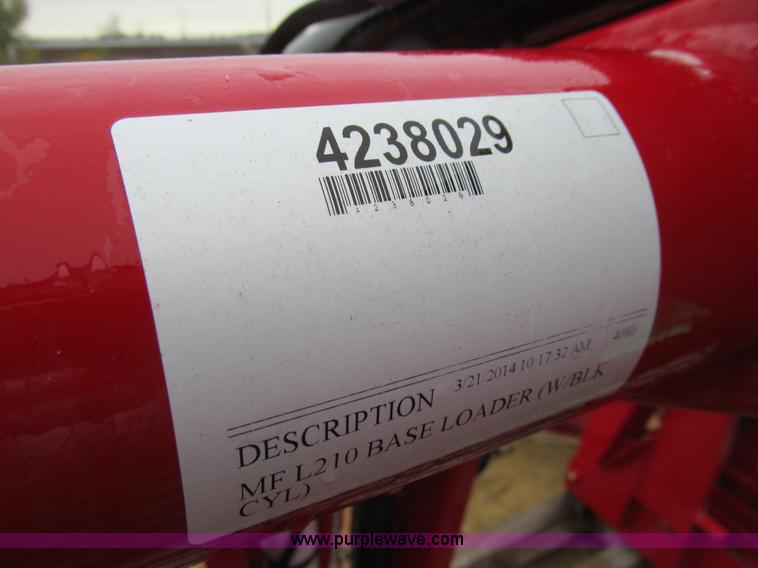 4238029
4238029
3/21/2014 10:17:32 AM 4080
DESCRIPTION
MF L210 BASE LOADER (W/BLK
CYL)
www.purplewave.com